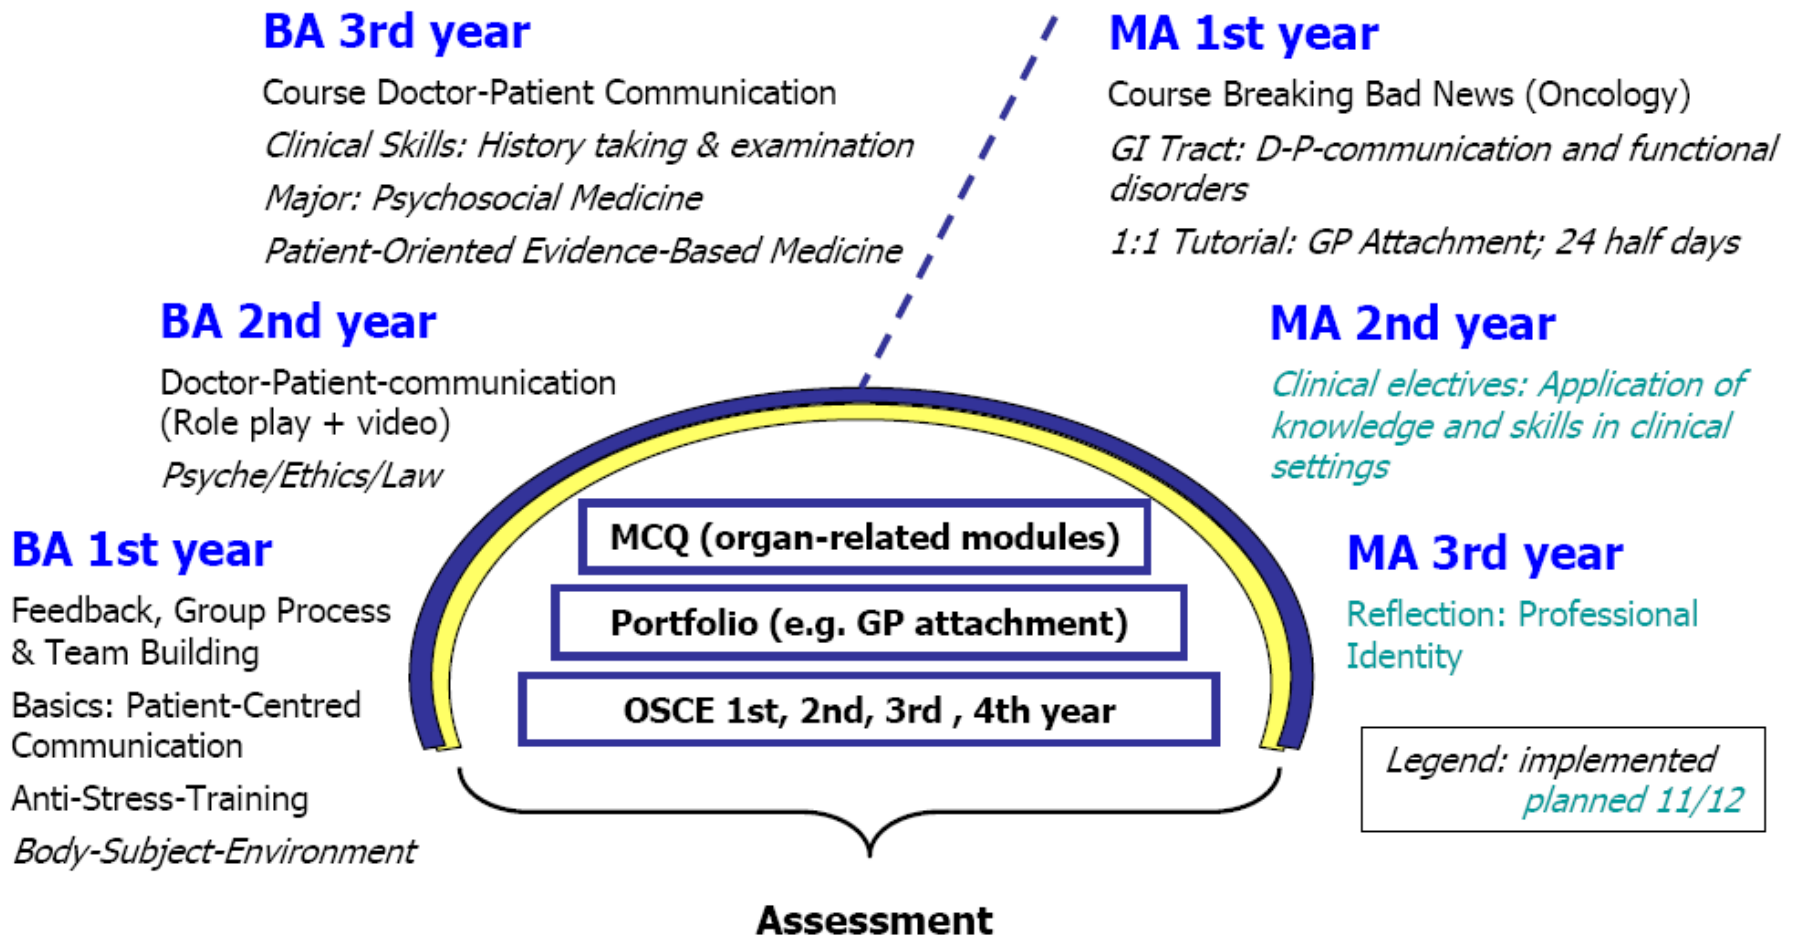 BA 3rd year
Course Doctor-Patient Communication
Clinical Skills: History taking & examination
Major: Psychosocial Medicine
Patient-Oriented Evidence-Based Medicine
MA 1st year
Course Breaking Bad News (Oncology)
GI Tract: D-P-communication and functional
disorders
1:1 Tutorial: GP Attachment; 24 half days
BA 2nd year
Doctor-Patient-communication
(Role play + video)
Psyche/Ethics/Law
MA 2nd year
Clinical electives: Application of
knowledge and skills in clinical
settings
BA 1st year
Feedback, Group Process
& Team Building
Basics: Patient-Centred
Communication
Anti-Stress-Training
Body-Subject-Environment
MCQ (organ-related modules)
Portfolio (e.g. GP attachment)
OSCE 1st, 2nd, 3rd , 4th year
MA 3rd year
Reflection: Professional
Identity
Legend: implemented
planned 11/12
Assessment